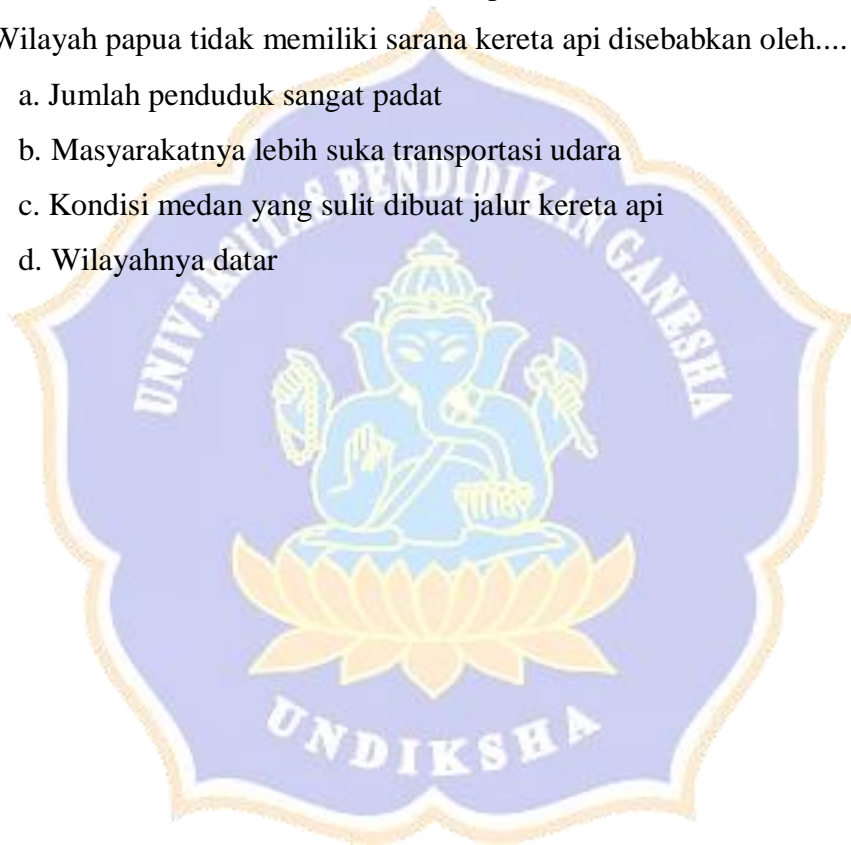 Wilayah papua tidak memiliki sarana kereta api disebabkan oleh....
a. Jumlah penduduk sangat padat
b. Masyarakatnya lebih suka transportasi udara
c. Kondisi medan yang sulit dibuat jalur kereta api
d. Wilayahnya datar
UNIVERSITAS PENDIDIKAN GANESHA
UNDIKSHA